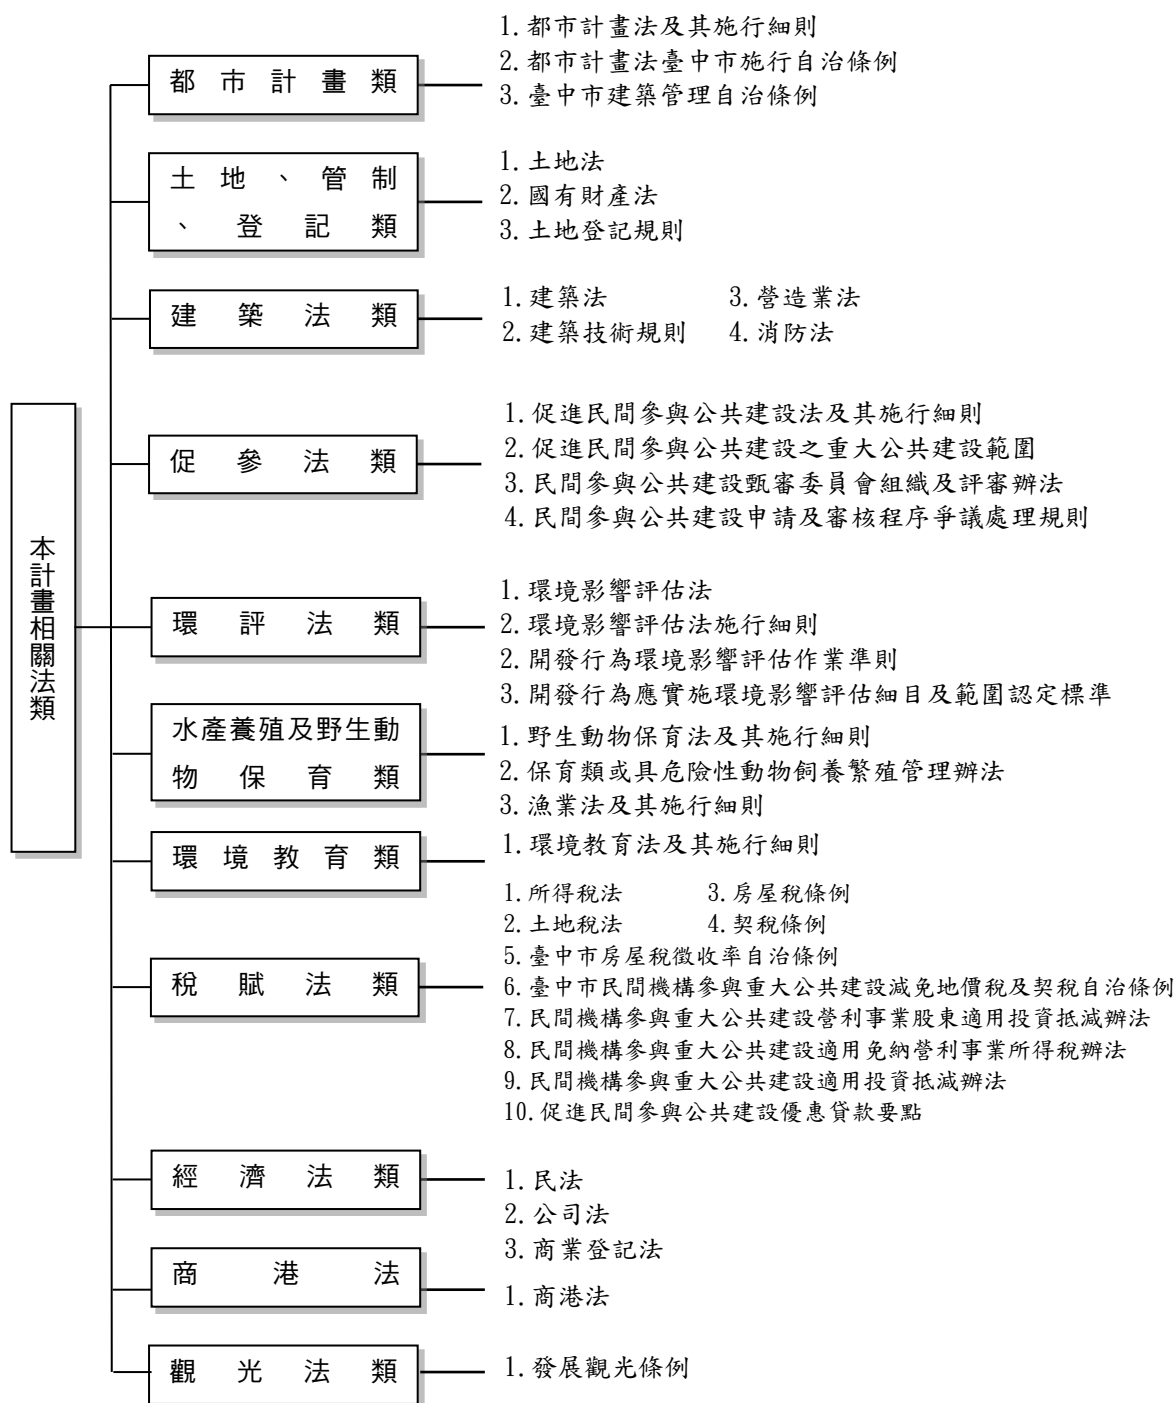 本計畫相關法類
都市計畫類
1.都市計畫法及其施行細則
2.都市計畫法臺中市施行自治條例
3.臺中市建築管理自治條例
土地、管制
、登記類
1.土地法
2.國有財產法
3.土地登記規則
建築法類
1.建築法 3.營造業法
2.建築技術規則 4.消防法
促參法類
1.促進民間參與公共建設法及其施行細則
2.促進民間參與公共建設之重大公共建設範圍
3.民間參與公共建設甄審委員會組織及評審辦法
4.民間參與公共建設申請及審核程序爭議處理規則
環評法類
1.環境影響評估法
2.環境影響評估法施行細則
2.開發行為環境影響評估作業準則
3.開發行為應實施環境影響評估細目及範圍認定標準
水產養殖及野生動
物保育類
1.野生動物保育法及其施行細則
2.保育類或具危險性動物飼養繁殖管理辦法
3.漁業法及其施行細則
環境教育類
1.環境教育法及其施行細則
稅賦法類
1.所得稅法 3.房屋稅條例
2.土地稅法 4.契稅條例
5.臺中市房屋稅徵收率自治條例
6.臺中市民間機構參與重大公共建設減免地價稅及契稅自治條例
7.民間機構參與重大公共建設營利事業股東適用投資抵減辦法
8.民間機構參與重大公共建設適用免納營利事業所得稅辦法
9.民間機構參與重大公共建設適用投資抵減辦法
10.促進民間參與公共建設優惠貸款要點
經濟法類
1.民法
2.公司法
3.商業登記法
商港法
1.商港法
觀光法類
1.發展觀光條例